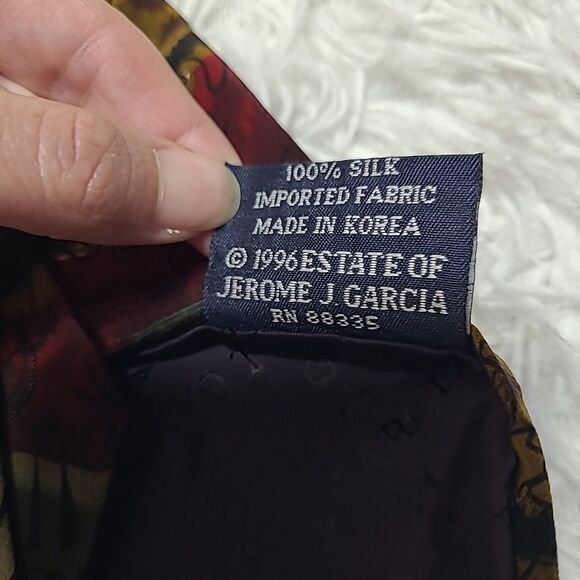 100% SILK
IMPORTED FABRIC
MADE IN KOREA
© 1996 ESTATE OF
JEROME J. GARCIA
RN 88335